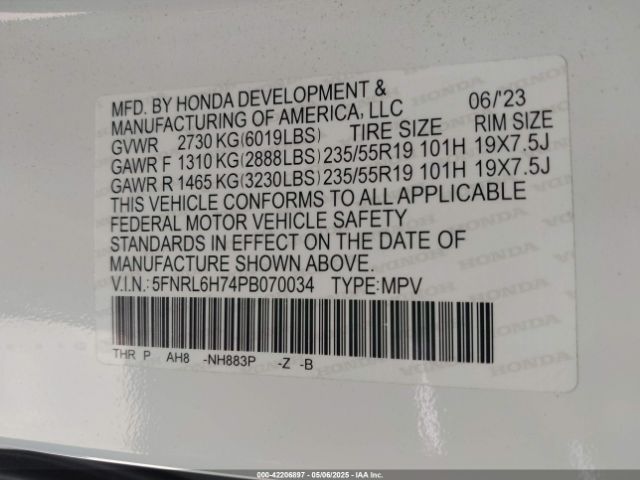 MFD. BY HONDA DEVELOPMENT &
MANUFACTURING OF AMERICA, LLC 06/'23
GVWR 2730 KG(6019LBS) TIRE SIZE RIM SIZE
GAWR F 1310 KG(2888LBS) 235/55R19 101H 19X7.5J
GAWR R 1465 KG(3230LBS) 235/55R19 101H 19X7.5J
THIS VEHICLE CONFORMS TO ALL APPLICABLE
FEDERAL MOTOR VEHICLE SAFETY
STANDARDS IN EFFECT ON THE DATE OF
MANUFACTURE SHOWN ABOVE.
V.I.N.:5FNRL6H74PB070034 TYPE:MPV
THR P AH8 -NH883P -Z -B
000-42206897 - 05/06/2025 - IAA Inc.